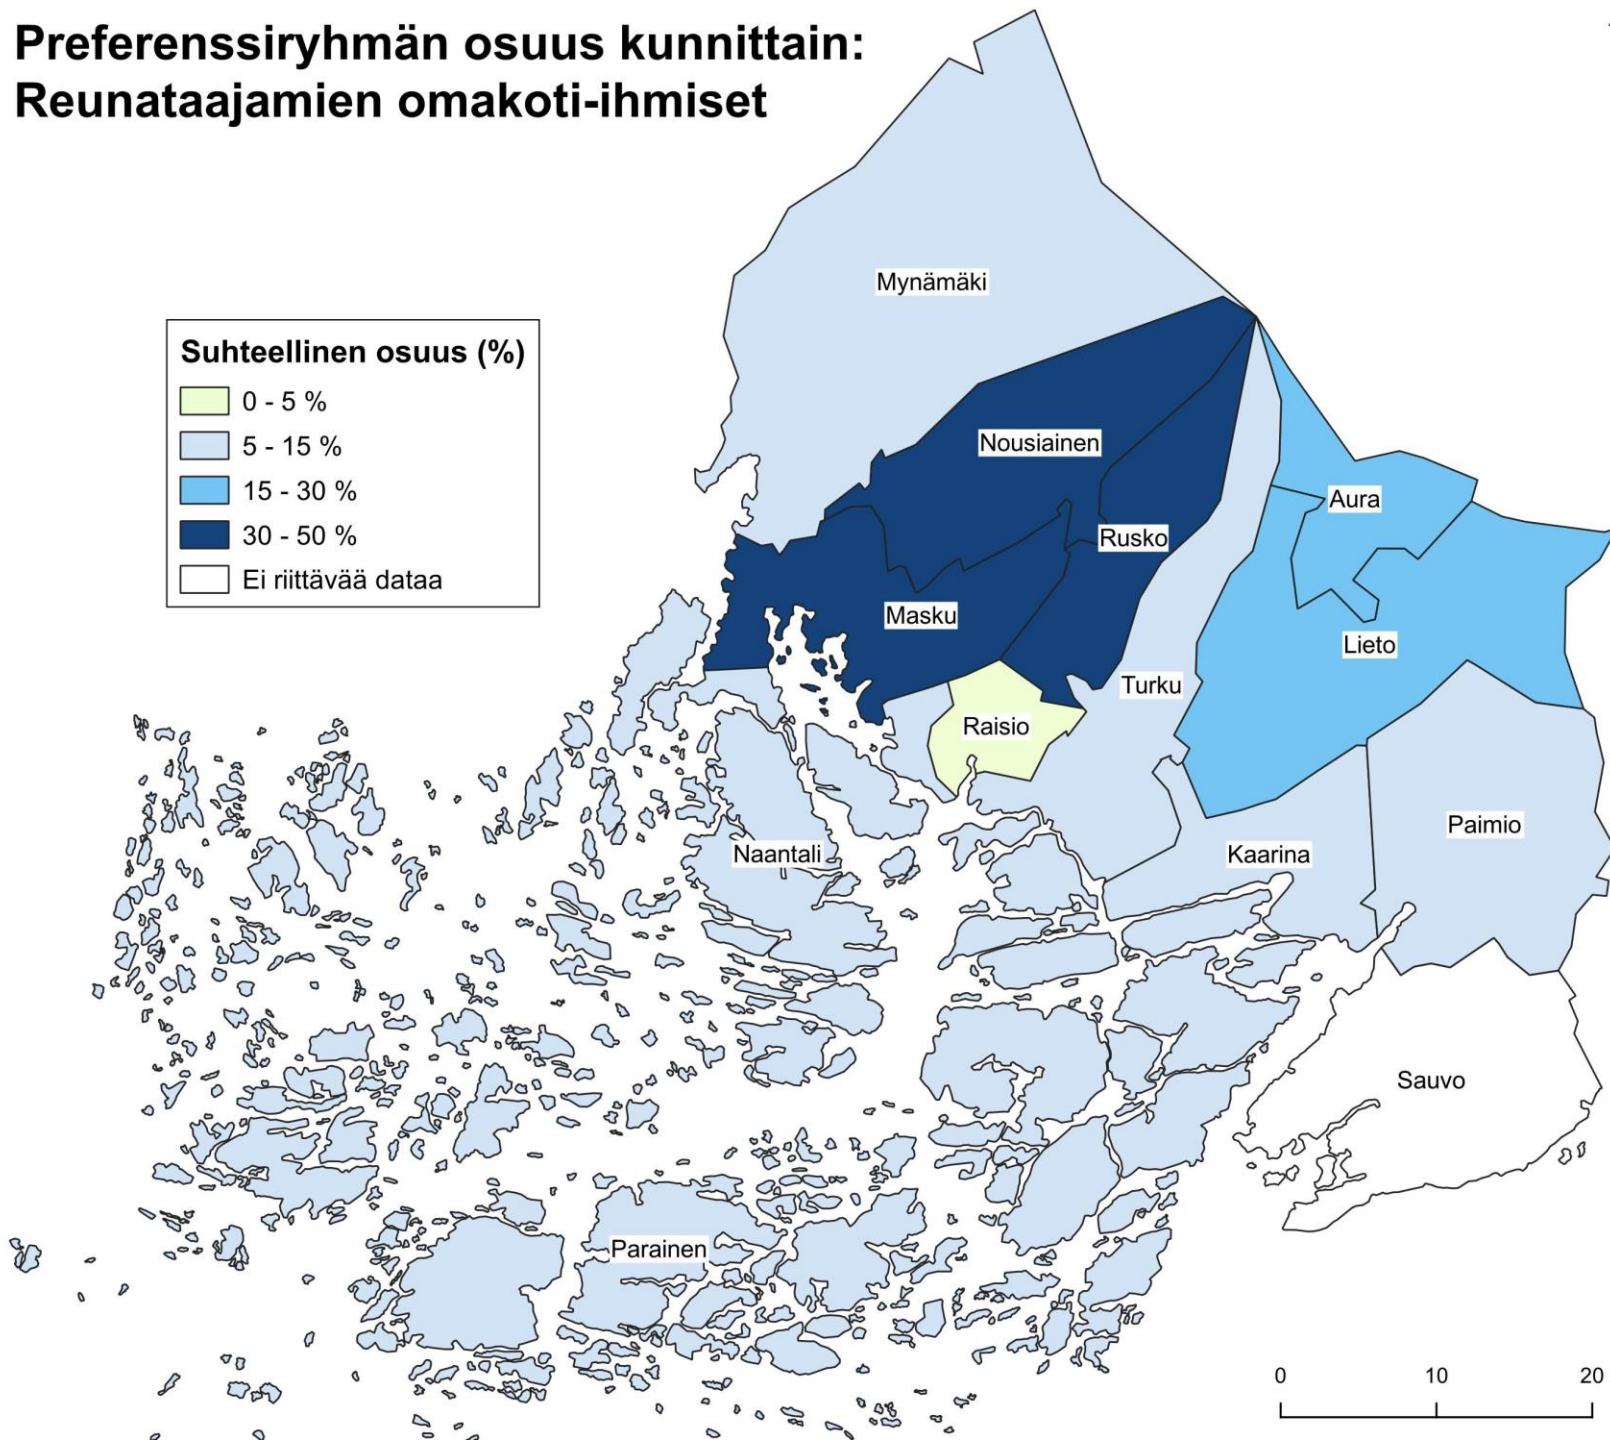 Preferenssiryhmän osuus kunnittain:
Reunataajamien omakoti-ihmiset
Mynämäki
Suhteellinen osuus (%)
0 - 5 %
5 - 15 %
15 - 30 %
30 - 50 %
Ei riittävää dataa
Nousiainen
Aura
Rusko
Masku
Lieto
Turku
Raisio
Paimio
Naantali
Kaarina
Sauvo
Parainen
0 10 20